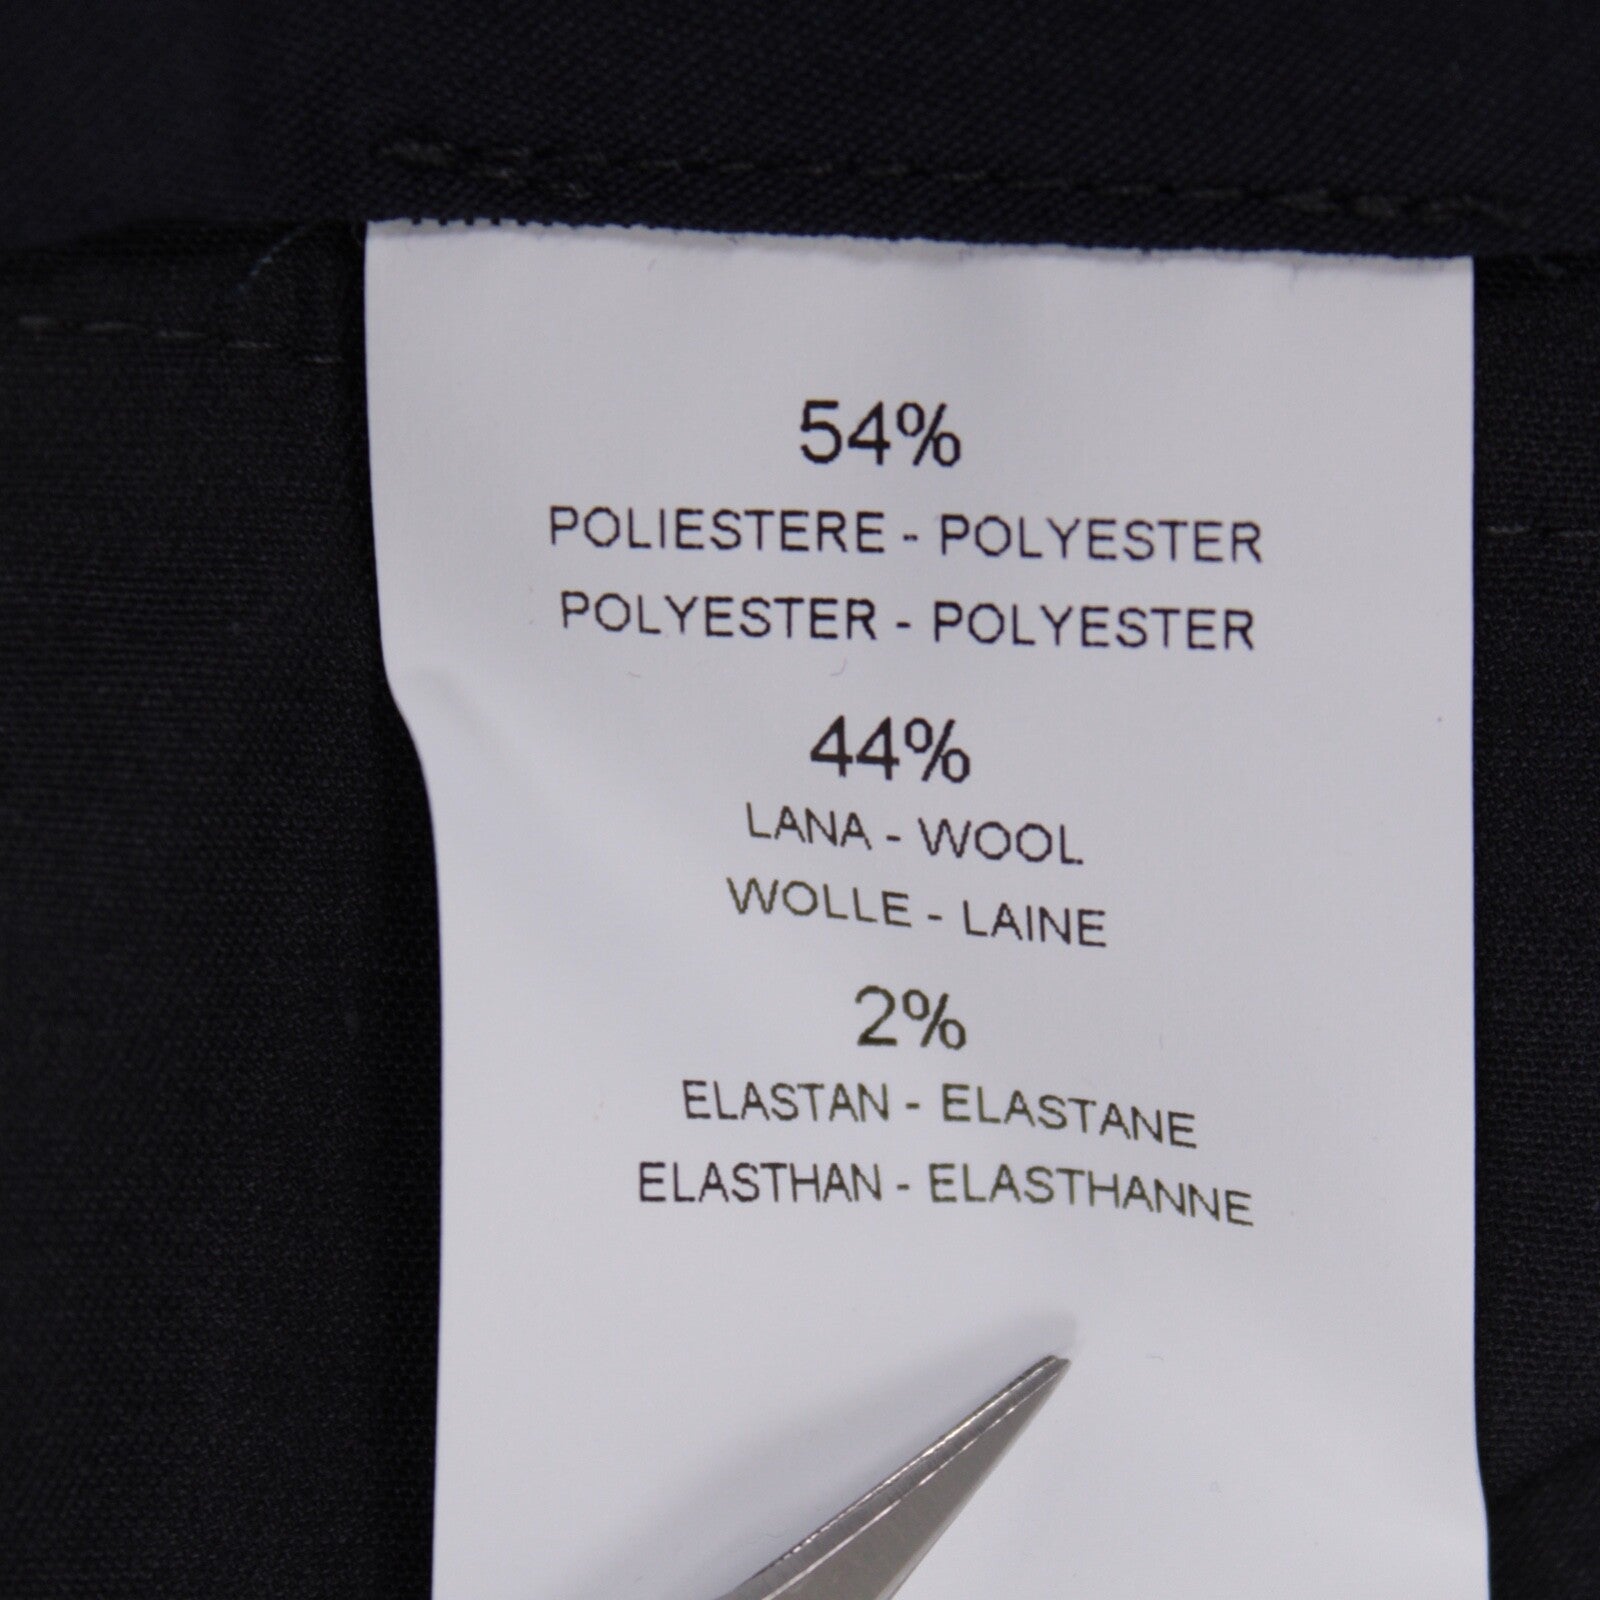 54%
POLIESTERE - POLYESTER
POLYESTER - POLYESTER
44%
LANA - WOOL
WOLLE - LAINE
2%
ELASTAN - ELASTANE
ELASTHAN - ELASTHANNE